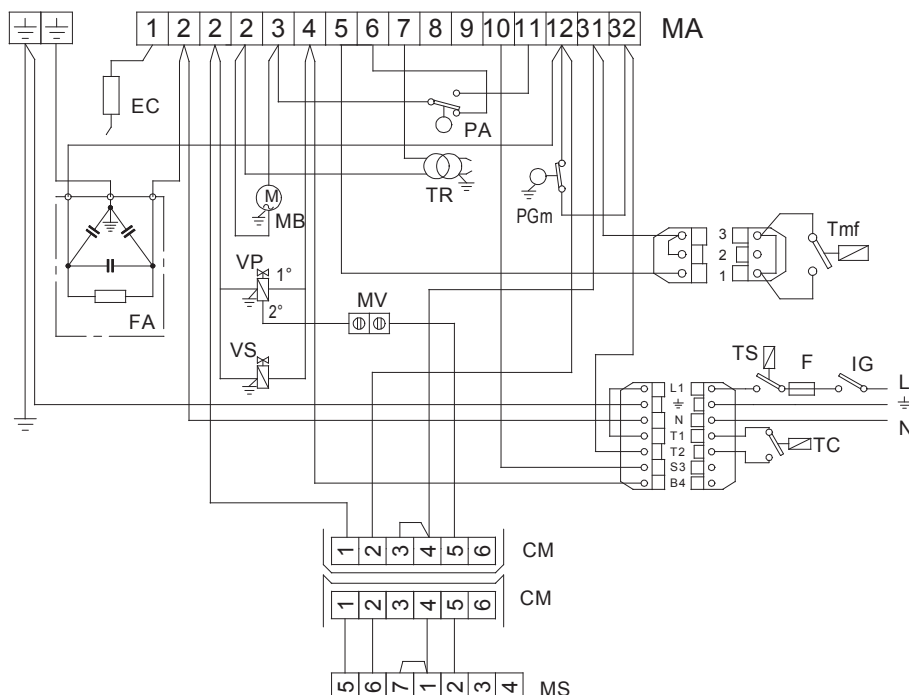 1 2 2 2 3 4 5 6 7 8 9 10 11 12 31 32 MA
EC
PA
TR
M
MB
PGm
Tmf
3
2
1
VP
1°
2°
MV
FA
VS
TS
F
IG
L1
L
N
N
T1
T2
TC
S3
B4
1 2 3 4 5 6 CM
1 2 3 4 5 6 CM
5 6 7 1 2 3 4 MS